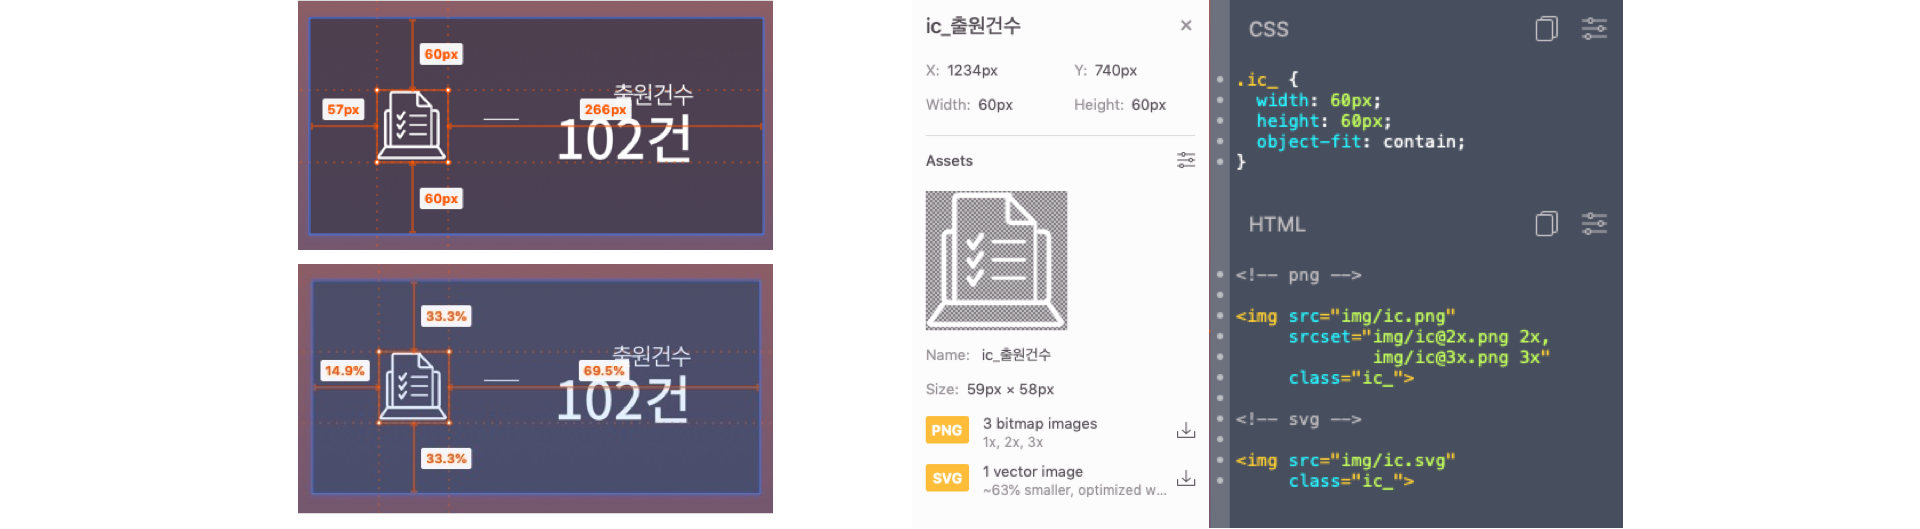 60px
57px
출원건수
266px
102건
60px
33.3%
출원건수
14.9%
69.5%
102건
33.3%
ic_출원건수
X: 1234px
Y: 740px
Width: 60px
Height: 60px
Assets
Name: ic_출원건수
Size: 59px × 58px
PNG
3 bitmap images
1x, 2x, 3x
SVG
1 vector image
~63% smaller, optimized w...
CSS
.ic_ {
width: 60px;
height: 60px;
object-fit: contain;
}
HTML
<!-- png -->
<img src="img/ic.png"
srcset="img/ic@2x.png 2x,
img/ic@3x.png 3x"
class="ic_">
<!-- svg -->
<img src="img/ic.svg"
class="ic_">